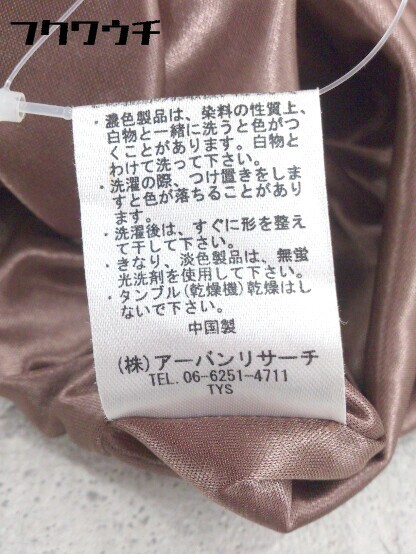 フクウクチ
・濃色製品は、染料の性質上、
白物と一緒に洗うと色がつ
くことがあります。白物と
わけて洗って下さい。
・洗濯の際、つけ置きをしま
すと色が落ちることがあり
ます。
・洗濯後は、すぐに形を整え
て干して下さい。
・きなり、淡色製品は、無蛍
光洗剤を使用して下さい。
・タンブル(乾燥機)乾燥はし
ないで下さい。
中国製
(株)アーバンリサーチ
TEL.06-6251-4711
TYS